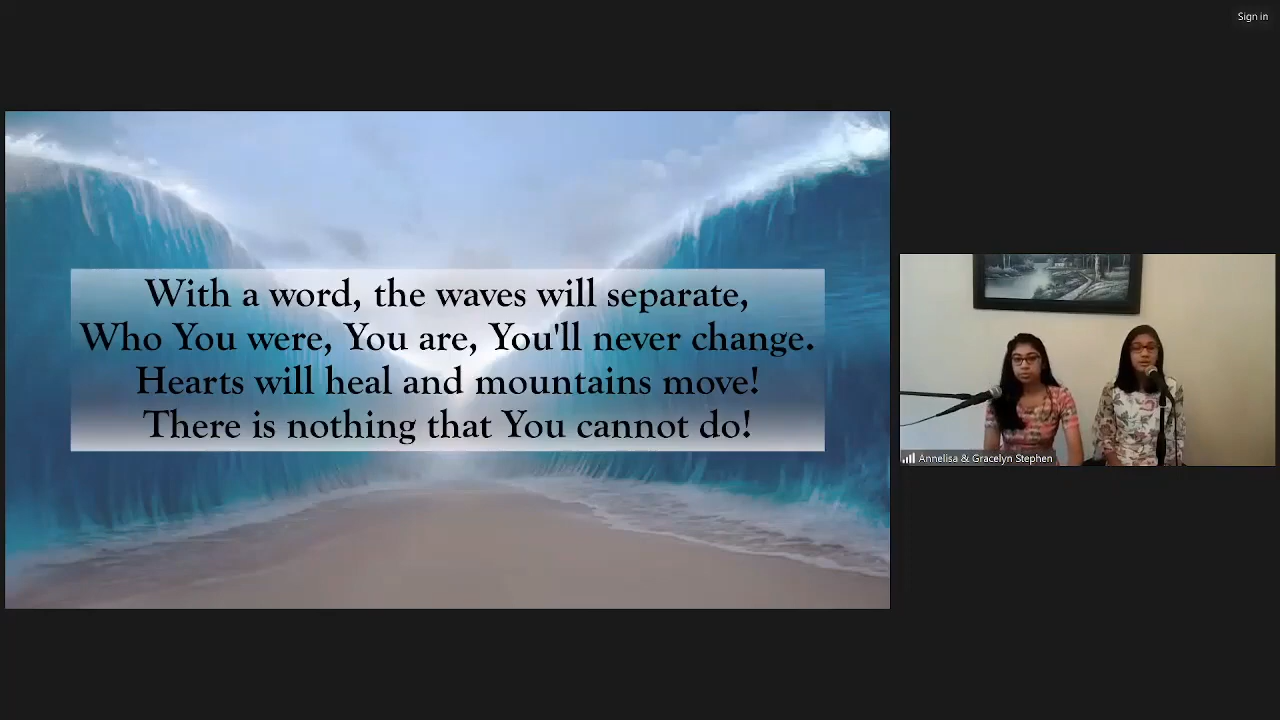 Sign in
With a word, the waves will separate,
Who You were, You are, You'll never change.
Hearts will heal and mountains move!
There is nothing that You cannot do!
Annelisa & Gracelyn Stephen